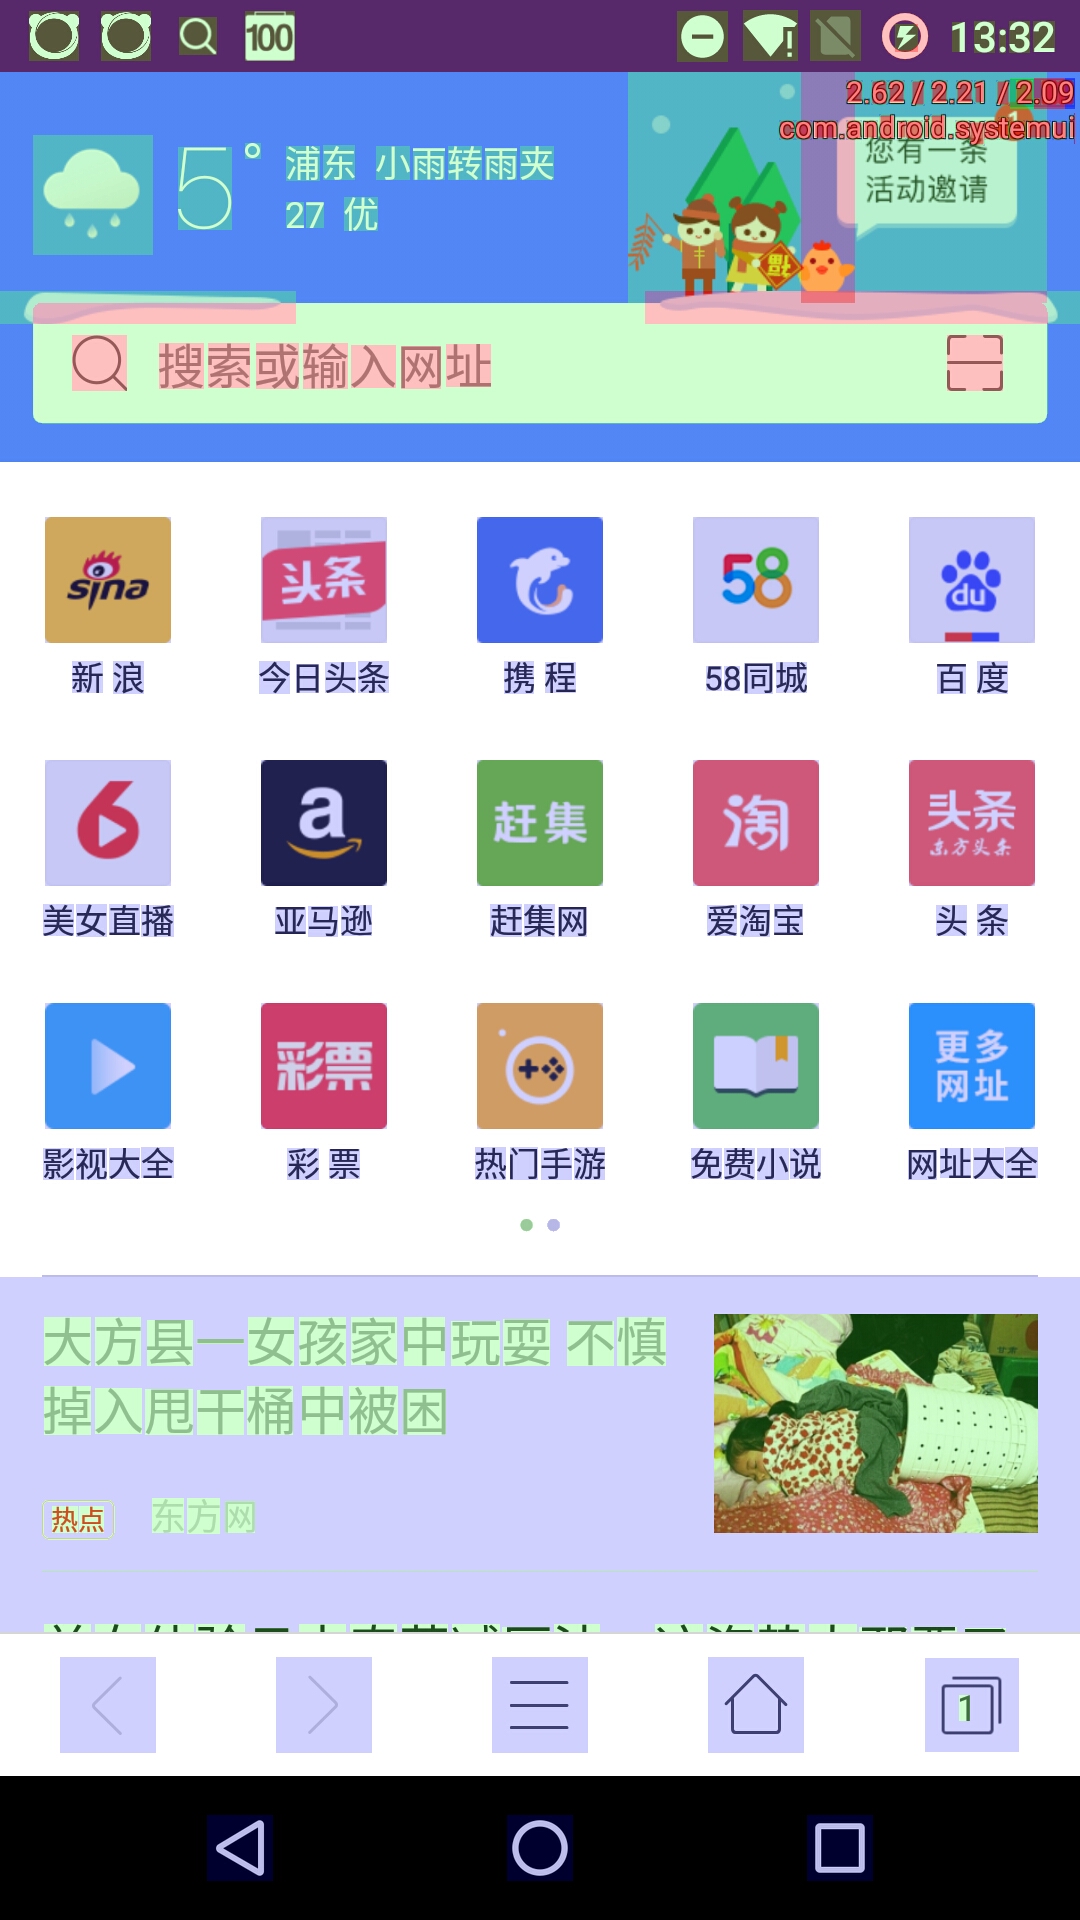 100
13:32
2.62 / 2.21 / 2.09
com.android.systemui
5°
浦东 小雨转雨夹
27 优
您有一条
活动邀请
福
搜索或输入网址
sina
头条
58
du
新 浪
今日头条
携 程
58同城
百 度
6
a
赶集
淘
头条
东方头条
美女直播
亚马逊
赶集网
爱淘宝
头 条
彩票
更多
网址
影视大全
彩 票
热门手游
免费小说
网址大全
大方县一女孩家中玩耍 不慎
掉入甩干桶中被困
热点 东方网
1